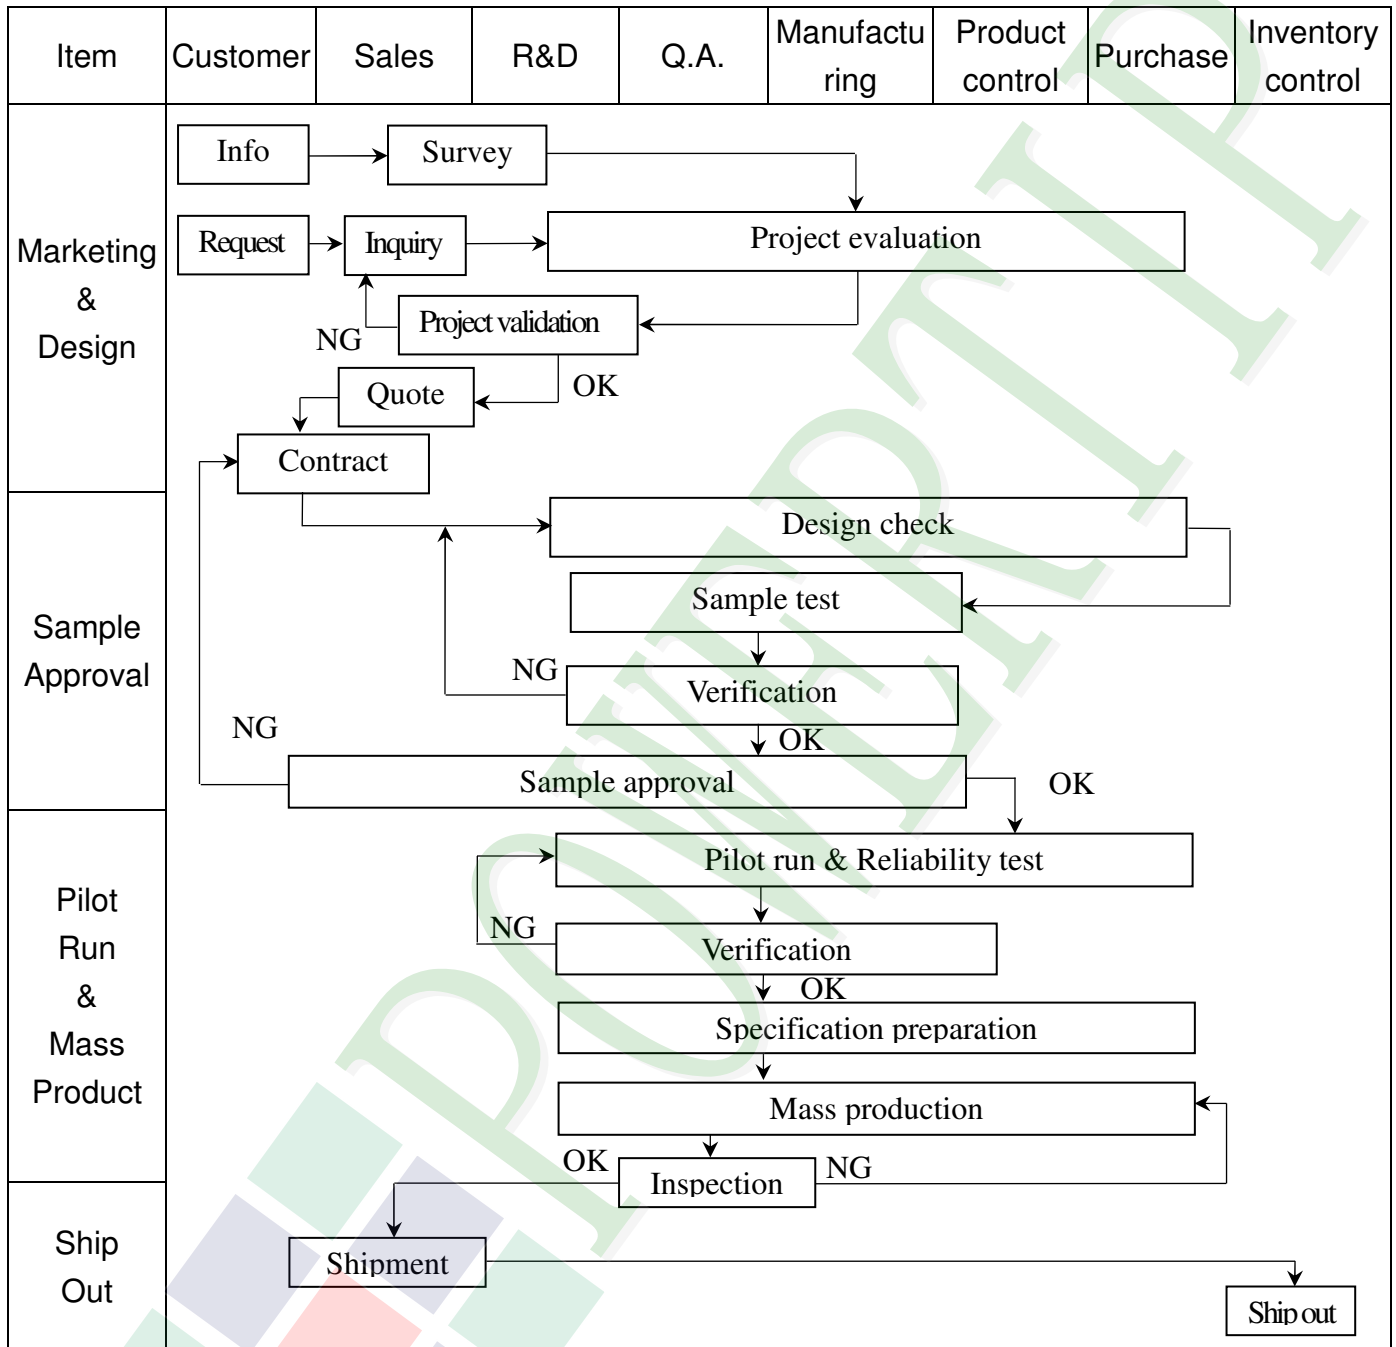 Item
Customer
Sales
R&D
Q.A.
Manufactu
ring
Product
control
Purchase
Inventory
control
Marketing
&
Design
Info
Survey
Request
Inquiry
Project evaluation
Project validation
NG
OK
Quote
Contract
Sample
Approval
Design check
Sample test
NG
Verification
NG
OK
Sample approval
OK
Pilot
Run
&
Mass
Product
Pilot run & Reliability test
NG
Verification
OK
Specification preparation
Mass production
OK
Inspection
NG
Ship
Out
Shipment
Ship out
POWERTIP